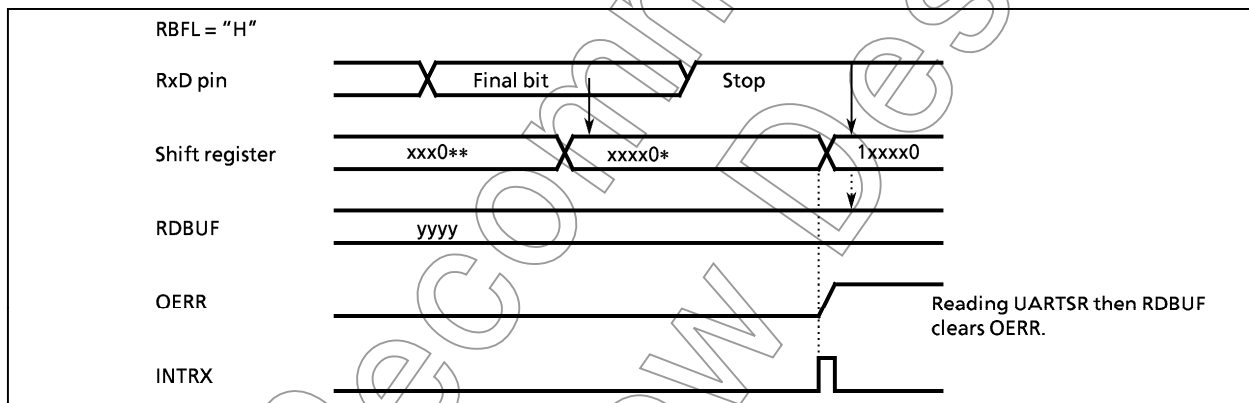 RBFL = “H”
RxD pin Final bit Stop
Shift register xxx0** xxxx0* 1xxxx0
RDBUF yyyy
OERR
Reading UARTSR then RDBUF
clears OERR.
INTRX